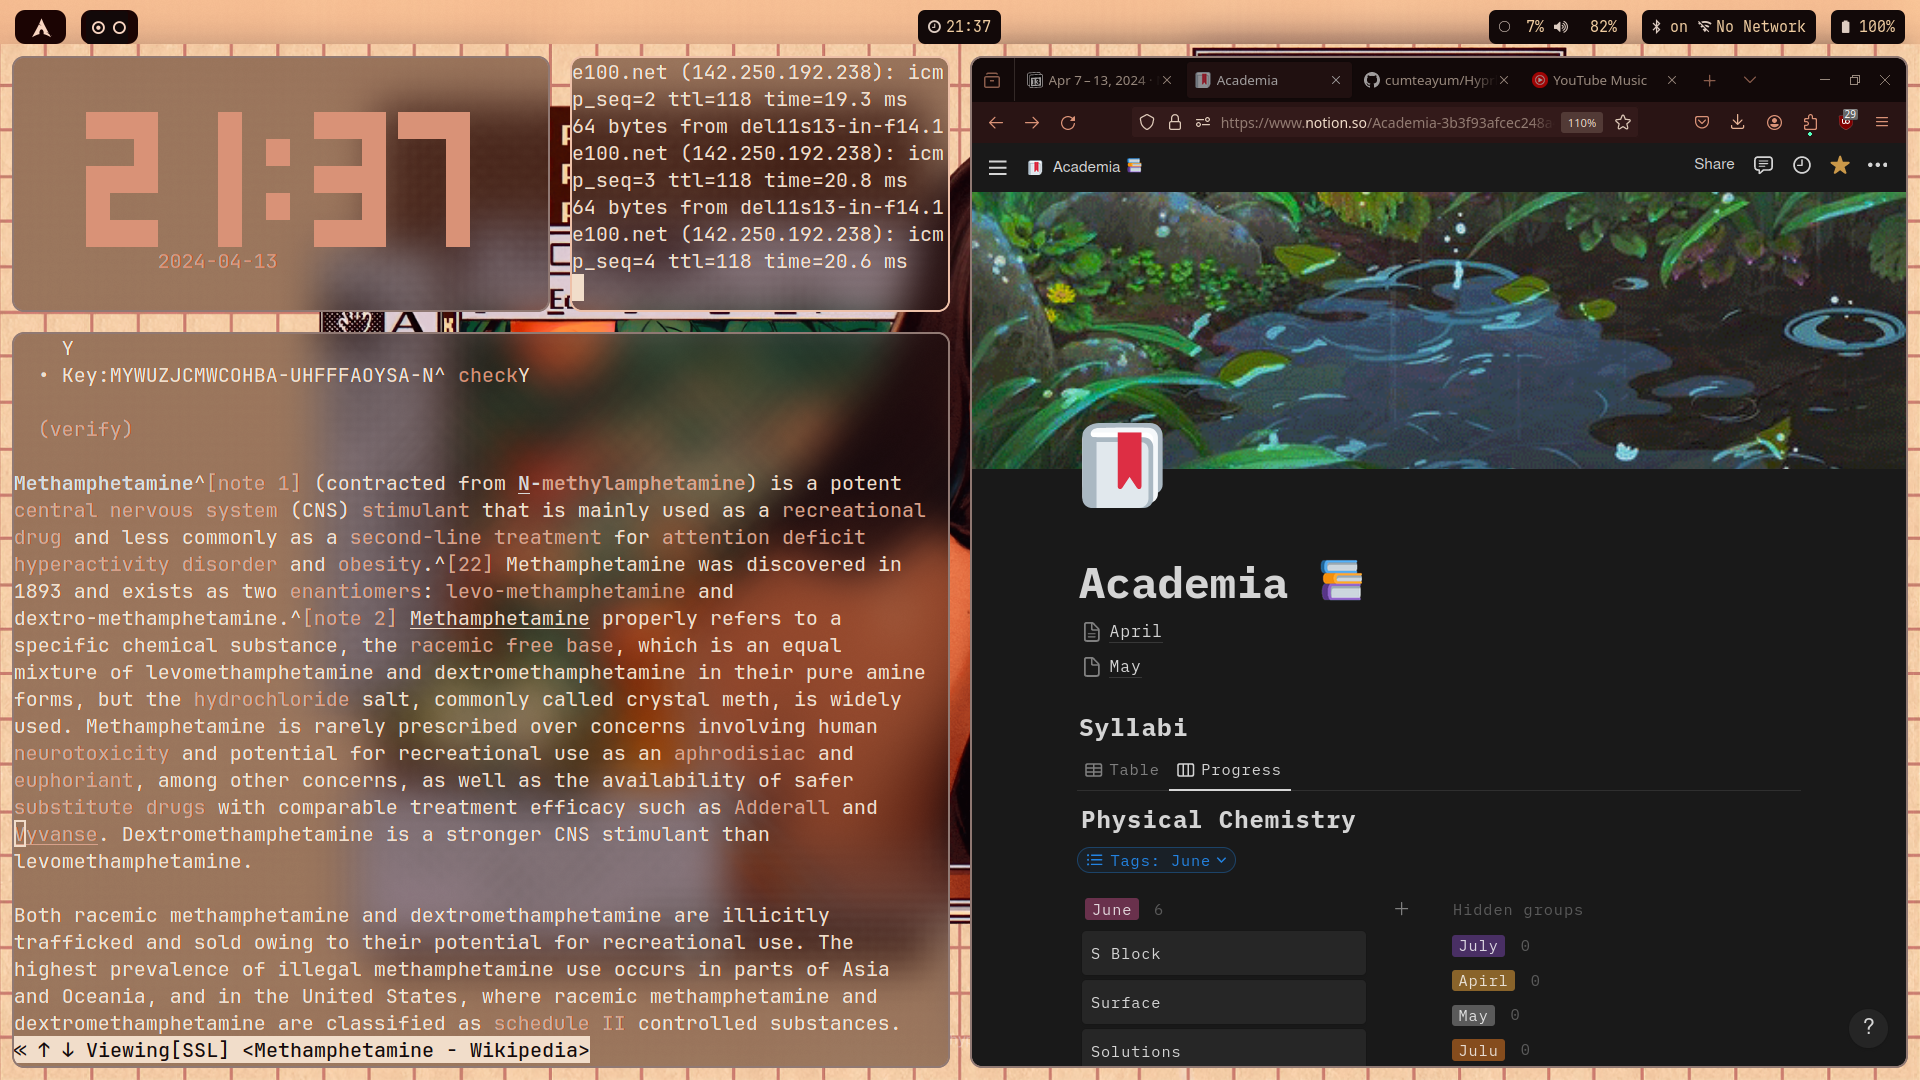 21:37
7%
82%
on
No Network
100%
21:37
2024-04-13
e100.net (142.250.192.238): icm
p_seq=2 ttl=118 time=19.3 ms
64 bytes from del11s13-in-f14.1
e100.net (142.250.192.238): icm
p_seq=3 ttl=118 time=20.8 ms
64 bytes from del11s13-in-f14.1
e100.net (142.250.192.238): icm
p_seq=4 ttl=118 time=20.6 ms
Y
• Key:MYWUZJCMWCOHBA-UHFFFAOYSA-N^ checkY
(verify)
Methamphetamine^[note 1] (contracted from N-methylamphetamine) is a potent
central nervous system (CNS) stimulant that is mainly used as a recreational
drug and less commonly as a second-line treatment for attention deficit
hyperactivity disorder and obesity.^[22] Methamphetamine was discovered in
1893 and exists as two enantiomers: levo-methamphetamine and
dextro-methamphetamine.^[note 2] Methamphetamine properly refers to a
specific chemical substance, the racemic free base, which is an equal
mixture of levomethamphetamine and dextromethamphetamine in their pure amine
forms, but the hydrochloride salt, commonly called crystal meth, is widely
used. Methamphetamine is rarely prescribed over concerns involving human
neurotoxicity and potential for recreational use as an aphrodisiac and
euphoriant, among other concerns, as well as the availability of safer
substitute drugs with comparable treatment efficacy such as Adderall and
Vyvanse. Dextromethamphetamine is a stronger CNS stimulant than
levomethamphetamine.
Both racemic methamphetamine and dextromethamphetamine are illicitly
trafficked and sold owing to their potential for recreational use. The
highest prevalence of illegal methamphetamine use occurs in parts of Asia
and Oceania, and in the United States, where racemic methamphetamine and
dextromethamphetamine are classified as schedule II controlled substances.
« ↑ ↓ Viewing[SSL] <Methamphetamine - Wikipedia>
Apr 7 – 13, 2024 ·
Academia
cumteayum/Hypr
YouTube Music
https://www.notion.so/Academia-3b3f93afcec248a
110%
29
Academia
Share
Academia
April
May
Syllabi
Table
Progress
Physical Chemistry
Tags: June
June 6
Hidden groups
S Block
Surface
Solutions
July 0
Apirl 0
May 0
Julu 0
?